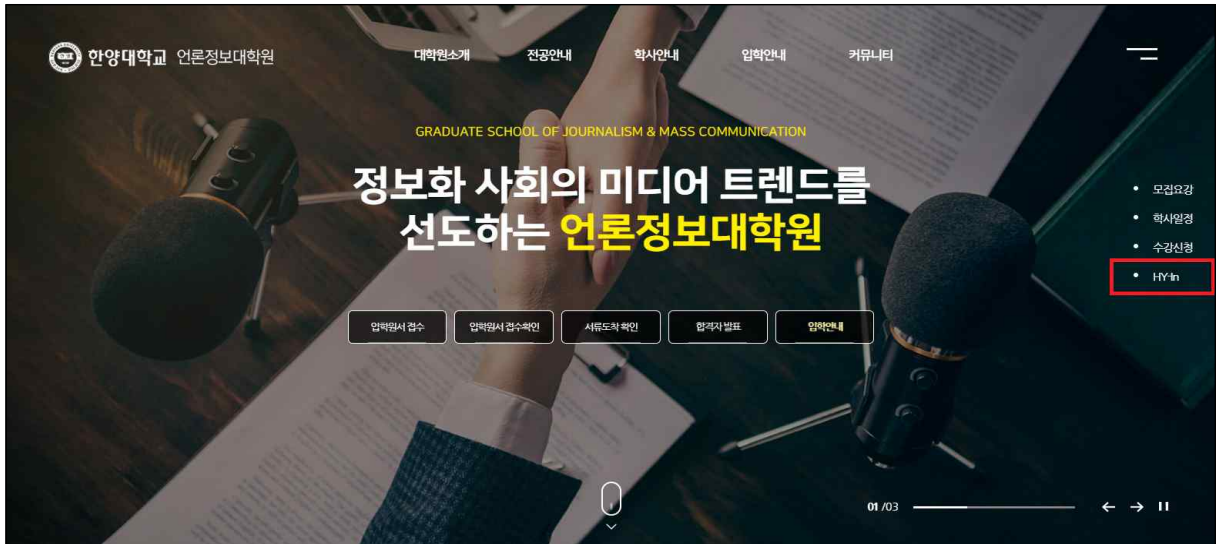 한양대학교 언론정보대학원
대학원소개 전공안내 학사안내 입학안내 커뮤니티
GRADUATE SCHOOL OF JOURNALISM & MASS COMMUNICATION
정보화 사회의 미디어 트렌드를
선도하는 언론정보대학원
• 모집요강
• 학사일정
• 수강신청
• HY-In
입학원서 접수 입학원서 접수확인 서류도착 확인 합격자 발표 입학안내
01 /03